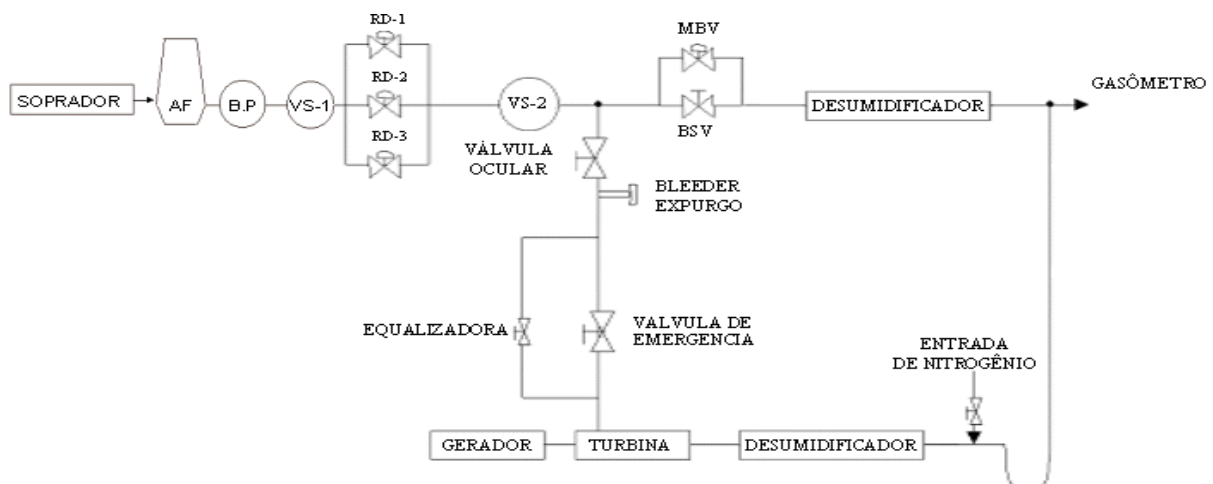 RD-1
MBV
GASÔMETRO
RD-2
SOPRADOR
AF
B.P
VS-1
VS-2
DESUMIDIFICADOR
RD-3
BSV
VÁLVULA
OCULAR
BLEEDER
EXPURGO
EQUALIZADORA
VALVULA DE
EMERGENCIA
ENTRADA
DE NITROGÊNIO
GERADOR
TURBINA
DESUMIDIFICADOR